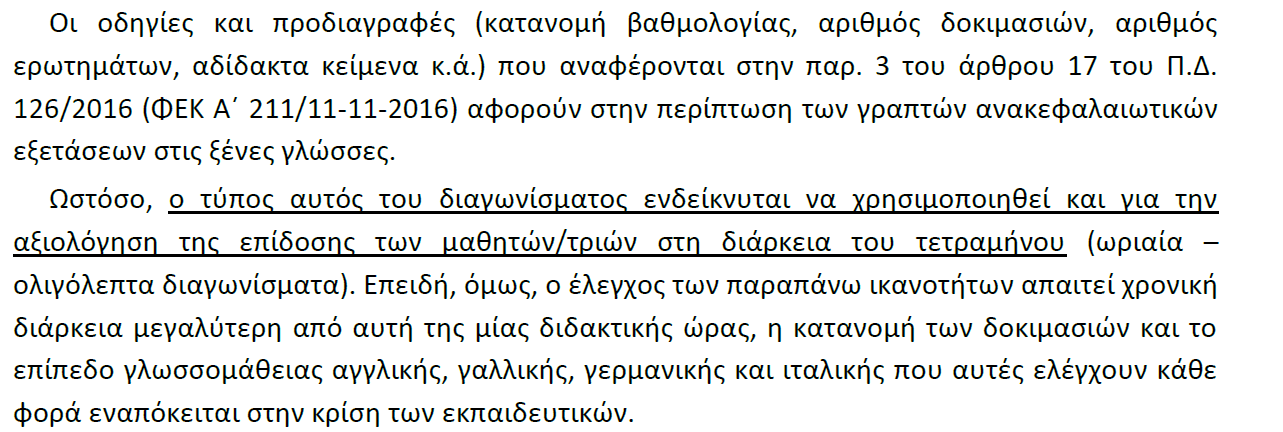 Οι οδηγίες και προδιαγραφές (κατανομή βαθμολογίας, αριθμός δοκιμασιών, αριθμός
ερωτημάτων, αδίδακτα κείμενα κ.ά.) που αναφέρονται στην παρ. 3 του άρθρου 17 του Π.Δ.
126/2016 (ΦΕΚ Α΄ 211/11-11-2016) αφορούν στην περίπτωση των γραπτών ανακεφαλαιωτικών
εξετάσεων στις ξένες γλώσσες.
Ωστόσο, ο τύπος αυτός του διαγωνίσματος ενδείκνυται να χρησιμοποιηθεί και για την
αξιολόγηση της επίδοσης των μαθητών/τριών στη διάρκεια του τετραμήνου (ωριαία –
ολιγόλεπτα διαγωνίσματα). Επειδή, όμως, ο έλεγχος των παραπάνω ικανοτήτων απαιτεί χρονική
διάρκεια μεγαλύτερη από αυτή της μίας διδακτικής ώρας, η κατανομή των δοκιμασιών και το
επίπεδο γλωσσομάθειας αγγλικής, γαλλικής, γερμανικής και ιταλικής που αυτές ελέγχουν κάθε
φορά εναπόκειται στην κρίση των εκπαιδευτικών.